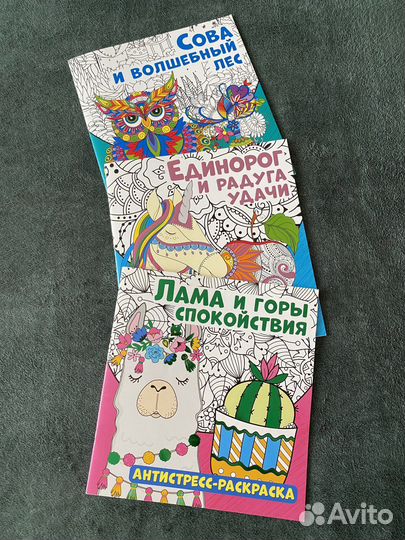 Сова
и волшебный
лес
Единорог
и радуга
удачи
Лама и горы
спокойствия
АНТИСТРЕСС-РАСКРАСКА
Avito